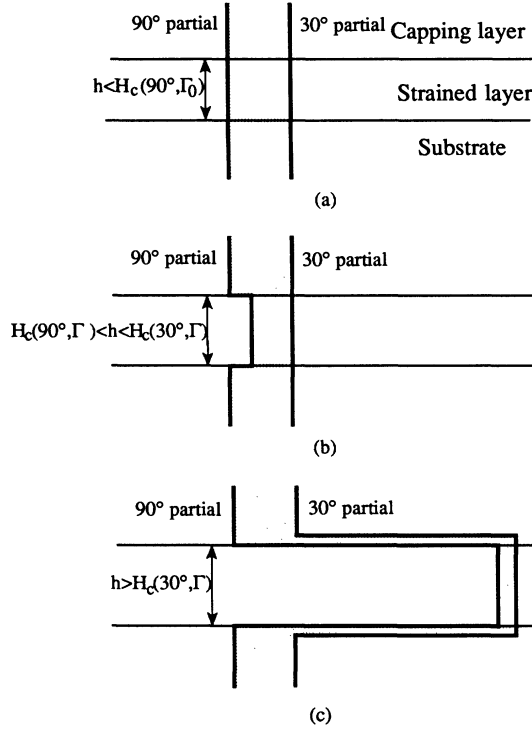 90° partial
30° partial
Capping layer
h<Hc(90°,Γ0)
Strained layer
Substrate
(a)
90° partial
30° partial
Hc(90°,Γ )<h<Hc(30°,Γ)
(b)
90° partial
30° partial
h>Hc(30°,Γ)
(c)